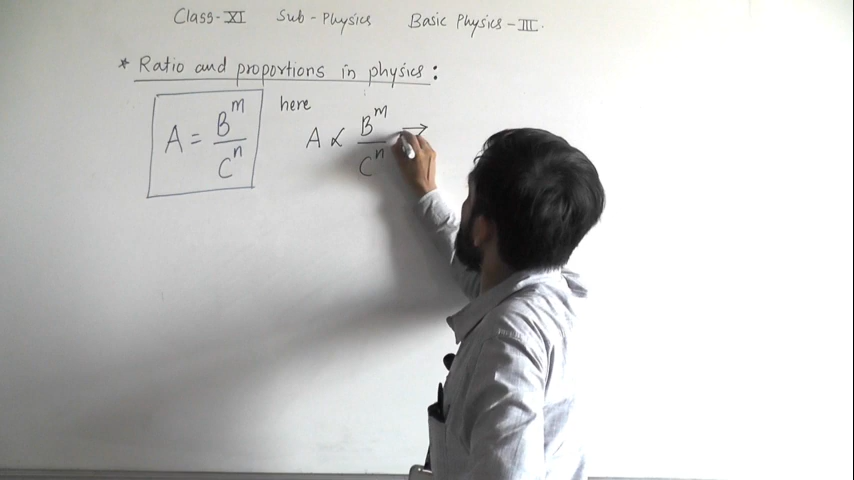 Class-XI Sub-Physics Basic Physics-III.
* Ratio and proportions in physics:
A = B^m / C^n here A ∝ B^m / C^n →